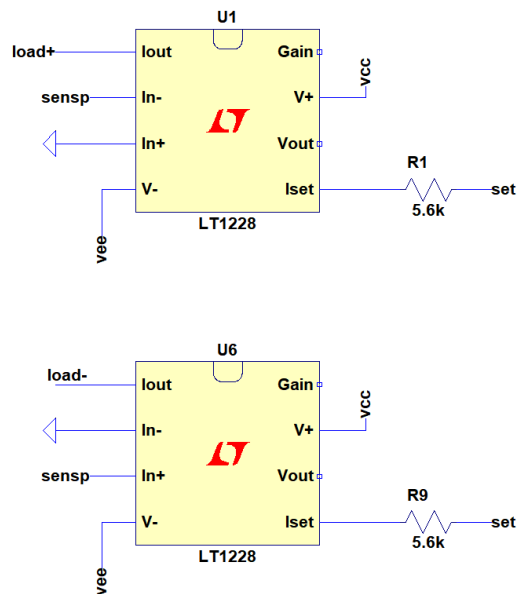 U1
load+ Iout Gain
vcc
sensp In- V+
In+ Vout
R1
V- Iset set
5.6k
LT1228
vee
U6
load- Iout Gain
vcc
In- V+
sensp In+ Vout
R9
V- Iset set
5.6k
LT1228
vee